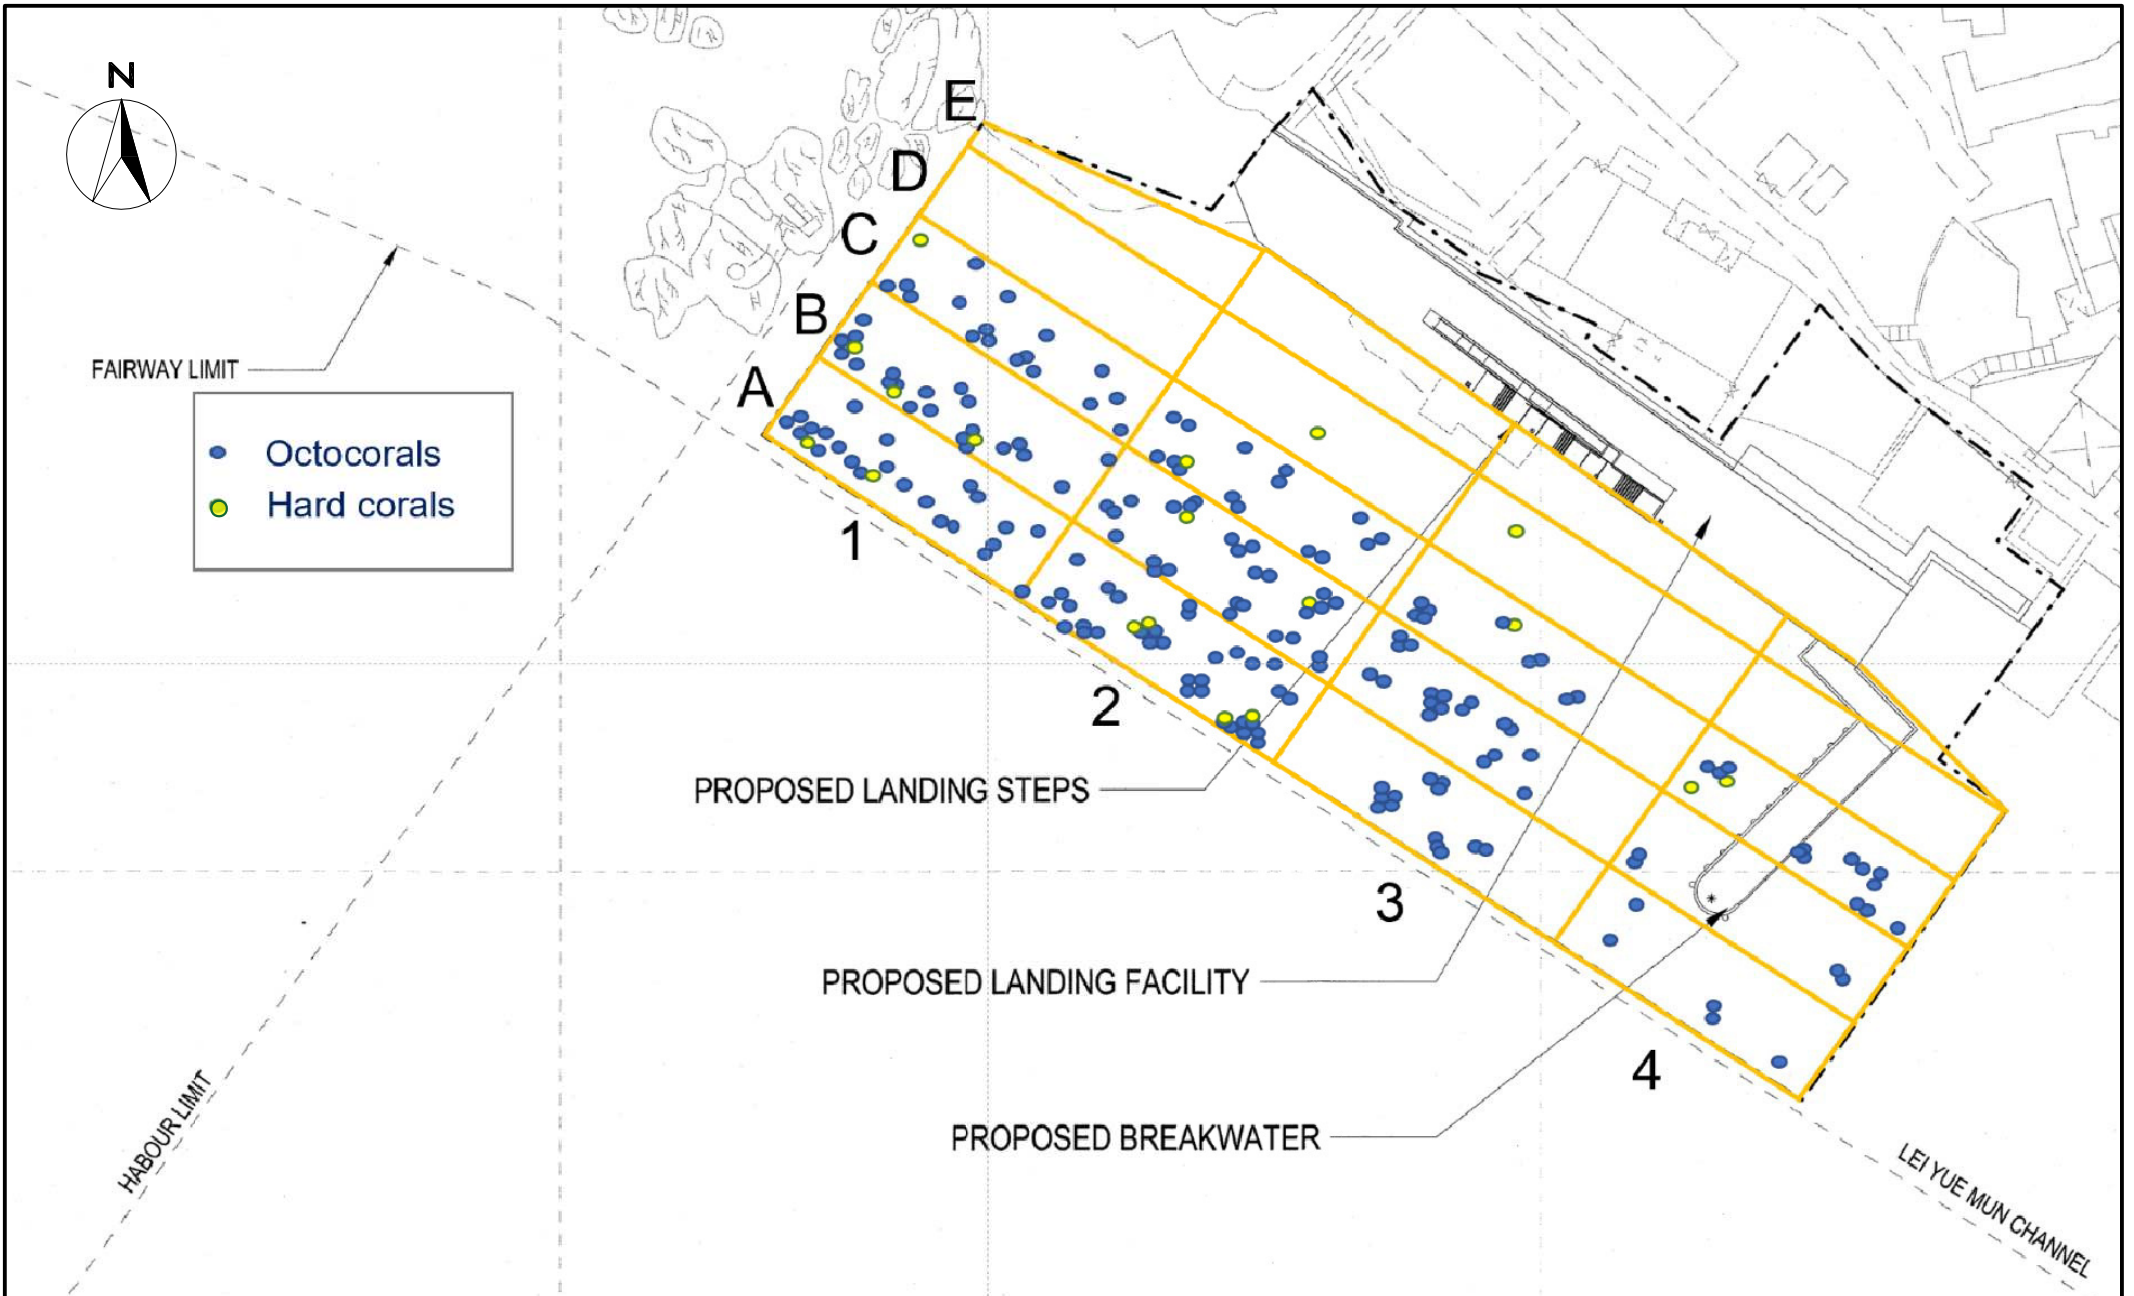 N
E
D
C
B
A
FAIRWAY LIMIT
Octocorals
Hard corals
1
2
PROPOSED LANDING STEPS
3
PROPOSED LANDING FACILITY
4
PROPOSED BREAKWATER
HABOUR LIMIT
LEI YUE MUN CHANNEL